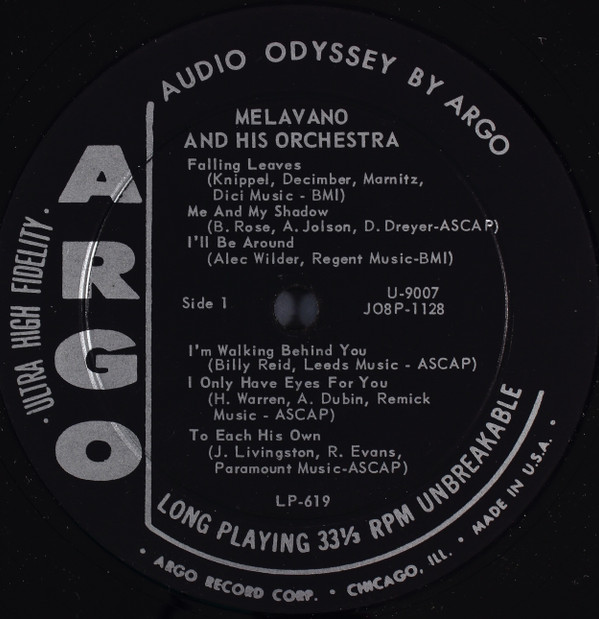 AUDIO ODYSSEY BY ARGO
MELAVANO
AND HIS ORCHESTRA
Falling Leaves
(Knippel, Decimber, Marnitz,
Dici Music - BMI)
Me And My Shadow
(B. Rose, A. Jolson, D. Dreyer-ASCAP)
I'll Be Around
(Alec Wilder, Regent Music-BMI)
Side 1
U-9007
JO8P-1128
I'm Walking Behind You
(Billy Reid, Leeds Music - ASCAP)
I Only Have Eyes For You
(H. Warren, A. Dubin, Remick
Music - ASCAP)
To Each His Own
(J. Livingston, R. Evans,
Paramount Music-ASCAP)
LP-619
ARGO
· ULTRA HIGH FIDELITY ·
LONG PLAYING 33⅓ RPM UNBREAKABLE
· ARGO RECORD CORP. · CHICAGO, ILL. · MADE IN U.S.A. ·